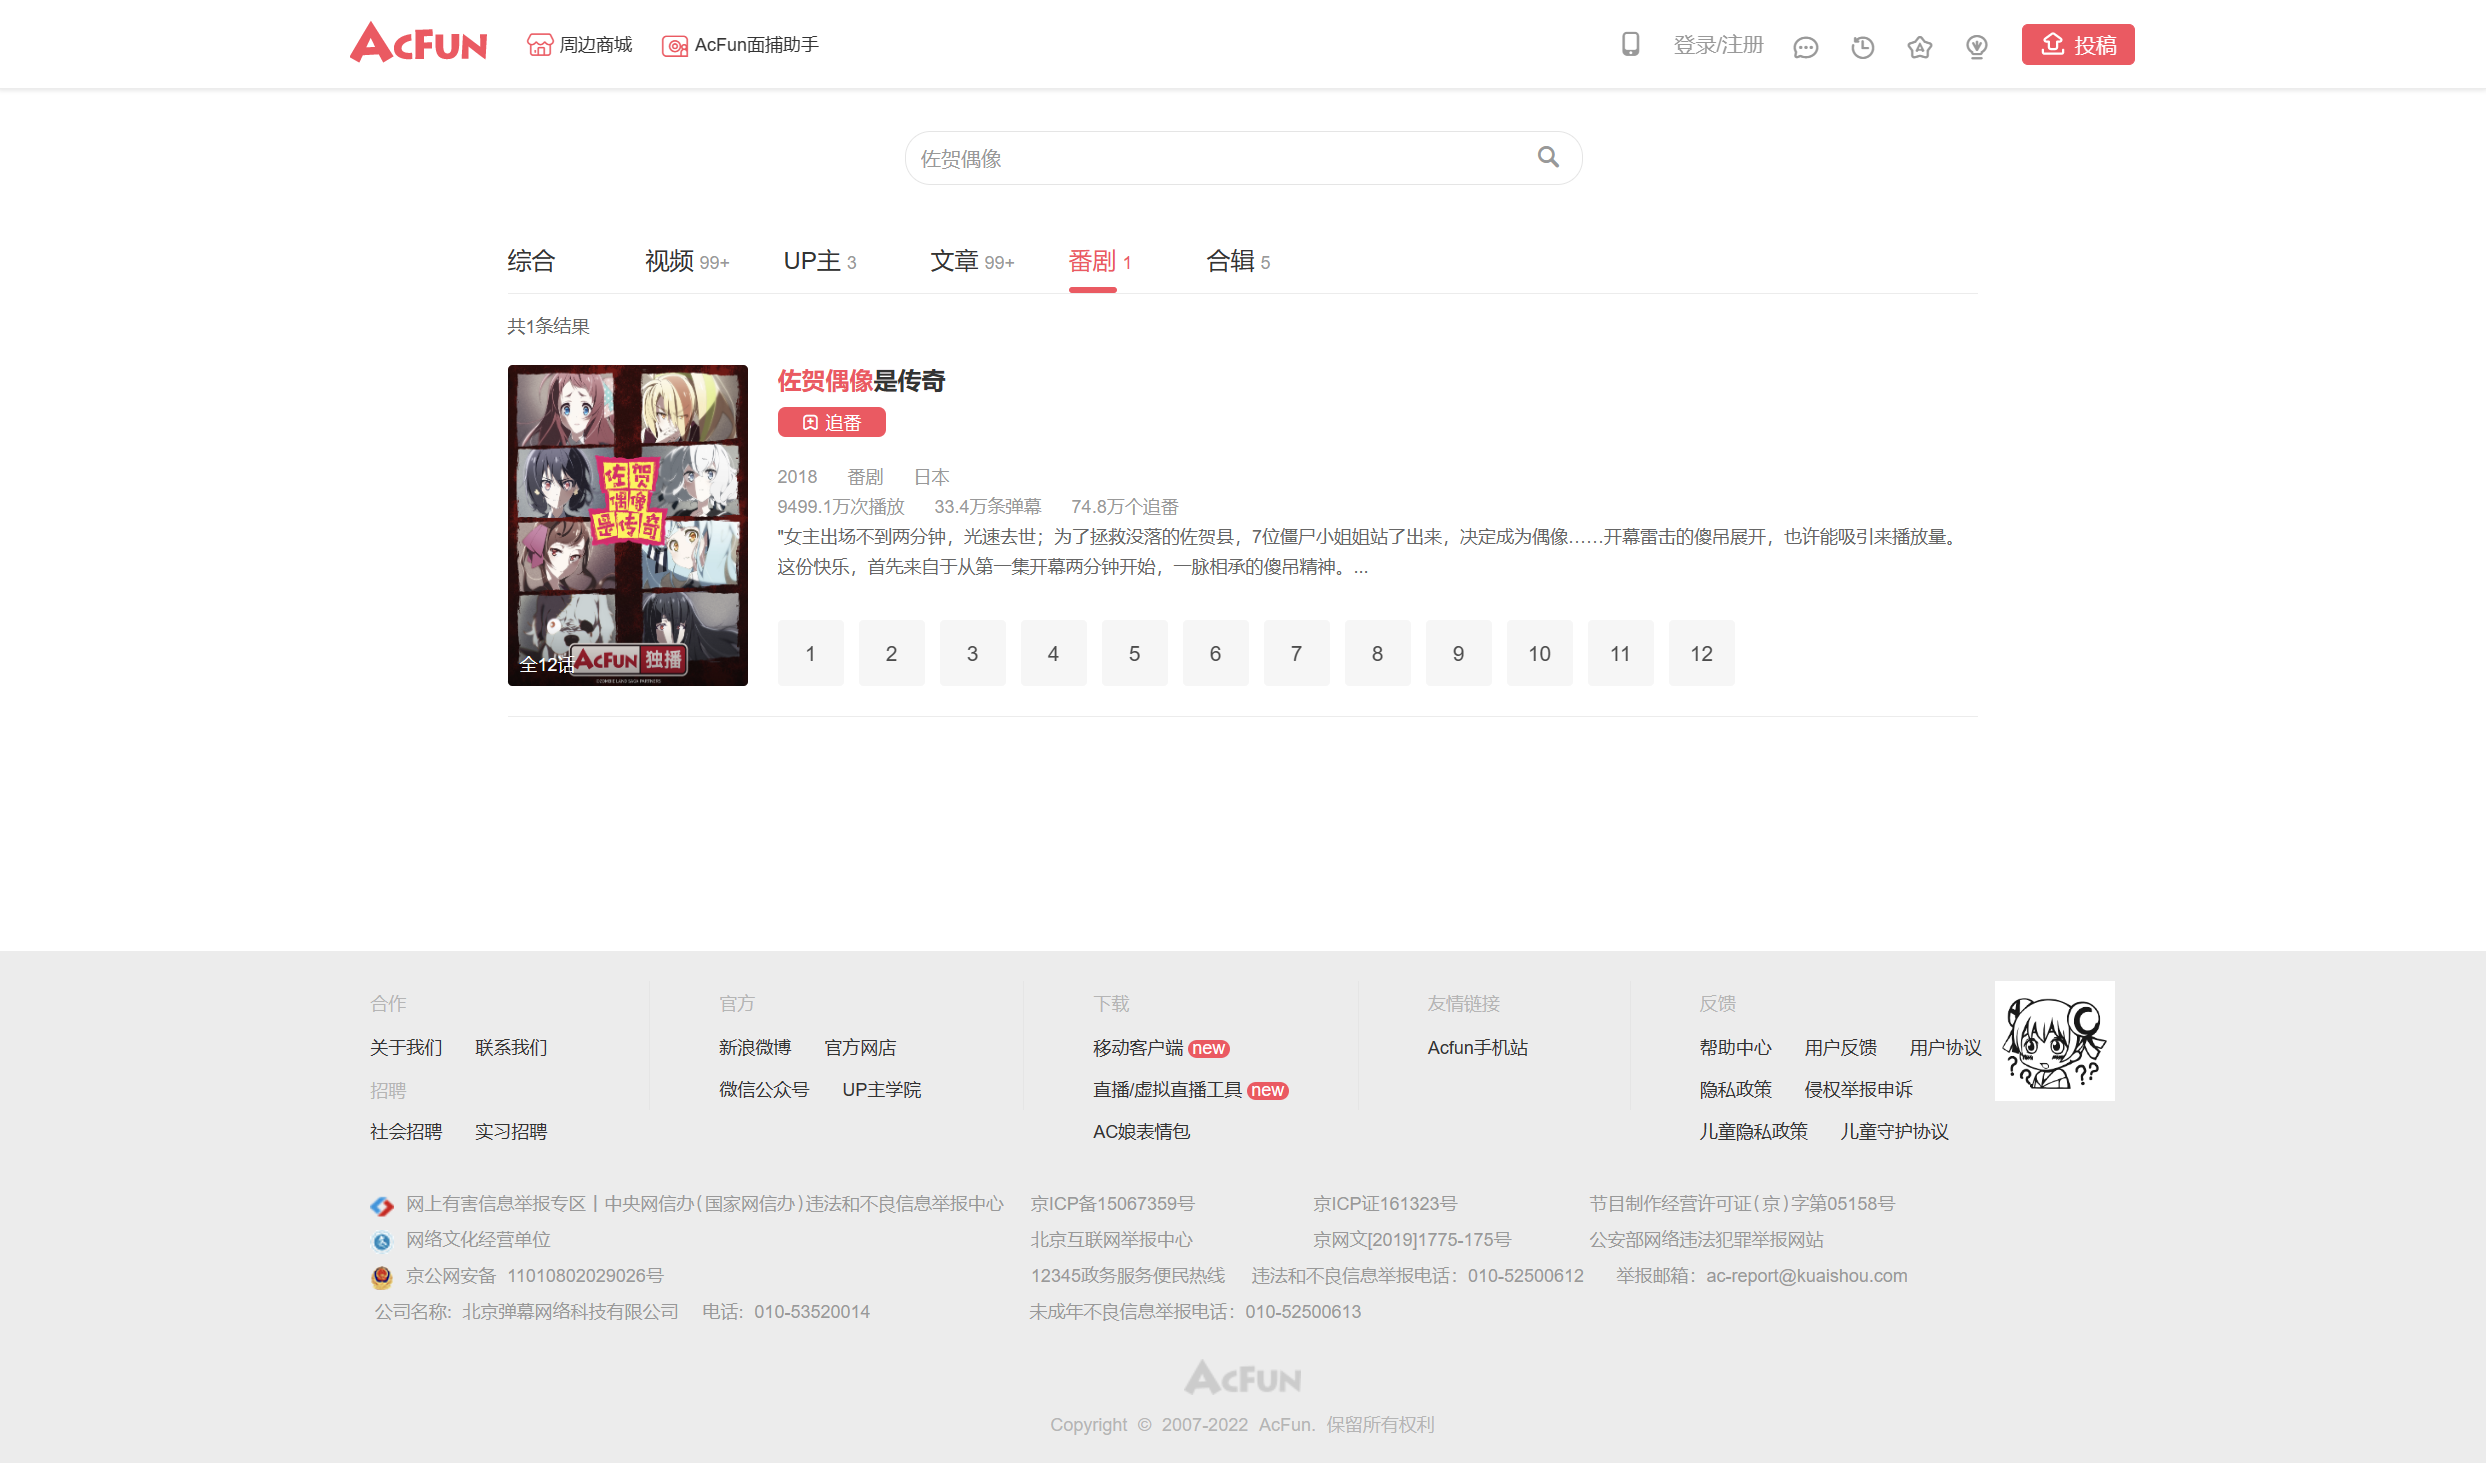 AcFun 周边商城 AcFun面捕助手 登录/注册 投稿
佐贺偶像
综合 视频 99+ UP主 3 文章 99+ 番剧 1 合辑 5
共1条结果
佐贺偶像是传奇
追番
2018 番剧 日本
9499.1万次播放 33.4万条弹幕 74.8万个追番
"女主出场不到两分钟，光速去世；为了拯救没落的佐贺县，7位僵尸小姐姐站了出来，决定成为偶像……开幕雷击的傻吊展开，也许能吸引来播放量。
这份快乐，首先来自于从第一集开幕两分钟开始，一脉相承的傻吊精神。...
佐贺
偶像
是传奇
全12话 AcFun 独播
©ZOMBIE LAND SAGA PARTNERS
1 2 3 4 5 6 7 8 9 10 11 12
合作 官方 下载 友情链接 反馈
关于我们 联系我们 新浪微博 官方网店 移动客户端 new Acfun手机站 帮助中心 用户反馈 用户协议
招聘 微信公众号 UP主学院 直播/虚拟直播工具 new 隐私政策 侵权举报申诉
社会招聘 实习招聘 AC娘表情包 儿童隐私政策 儿童守护协议
网上有害信息举报专区丨中央网信办(国家网信办)违法和不良信息举报中心 京ICP备15067359号 京ICP证161323号 节目制作经营许可证(京)字第05158号
网络文化经营单位 北京互联网举报中心 京网文[2019]1775-175号 公安部网络违法犯罪举报网站
京公网安备 11010802029026号 12345政务服务便民热线 违法和不良信息举报电话：010-52500612 举报邮箱：ac-report@kuaishou.com
公司名称：北京弹幕网络科技有限公司 电话：010-53520014 未成年不良信息举报电话：010-52500613
AcFun
Copyright © 2007-2022 AcFun. 保留所有权利